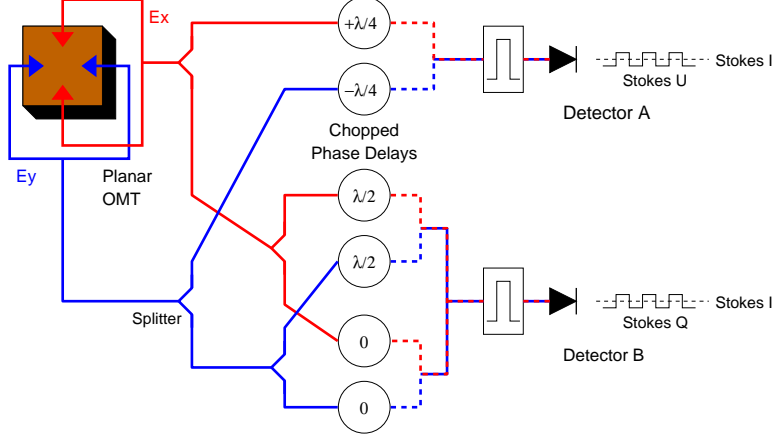 Ex
+λ/4
Stokes I
Stokes U
−λ/4
Detector A
Chopped
Phase Delays
Ey
Planar
OMT
λ/2
λ/2
Stokes I
Splitter
Stokes Q
0
Detector B
0